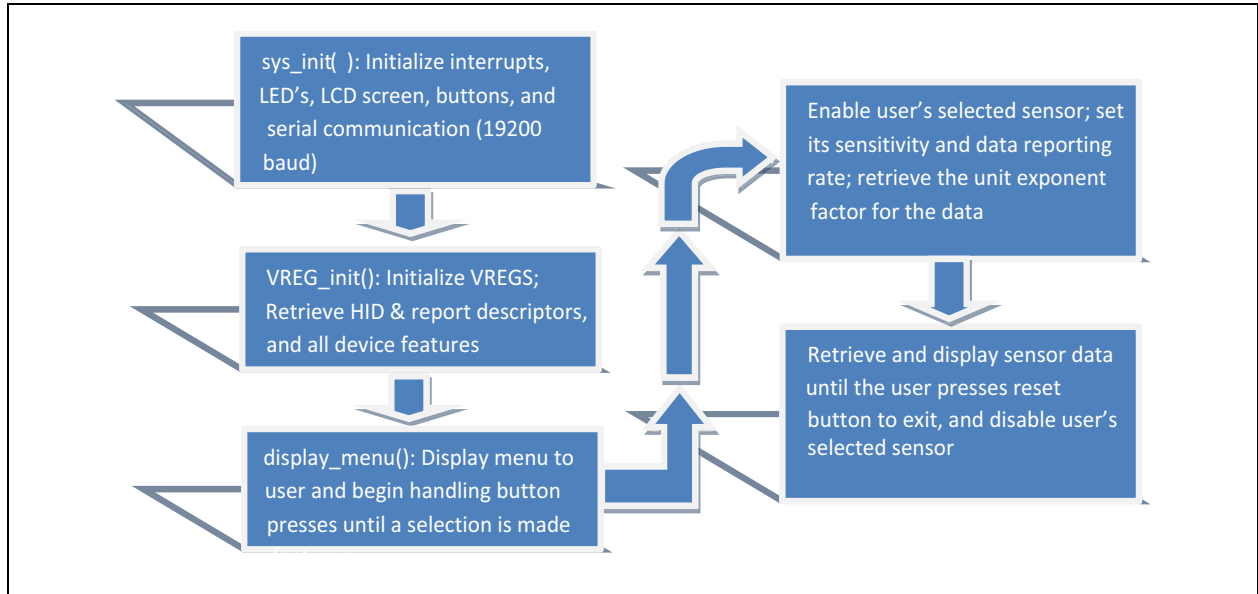 sys_init( ): Initialize interrupts,
LED's, LCD screen, buttons, and
serial communication (19200
baud)
VREG_init(): Initialize VREGS;
Retrieve HID & report descriptors,
and all device features
display_menu(): Display menu to
user and begin handling button
presses until a selection is made
Enable user's selected sensor; set
its sensitivity and data reporting
rate; retrieve the unit exponent
factor for the data
Retrieve and display sensor data
until the user presses reset
button to exit, and disable user's
selected sensor